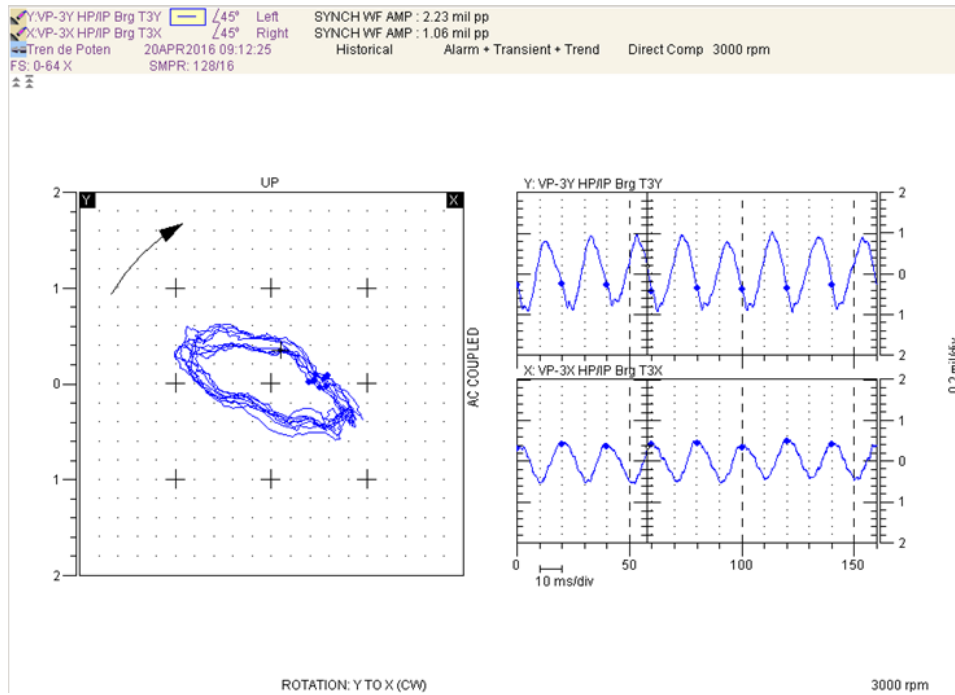 Y:VP-3Y HP/IP Brg T3Y ∠45° Left SYNCH WF AMP : 2.23 mil pp
X:VP-3X HP/IP Brg T3X ∠45° Right SYNCH WF AMP : 1.06 mil pp
Tren de Poten 20APR2016 09:12:25 Historical Alarm + Transient + Trend Direct Comp 3000 rpm
FS: 0-64 X SMPR: 128/16
UP
Y
X
2
1
0
1
2
AC COUPLED
Y: VP-3Y HP/IP Brg T3Y
2
1
0
1
2
X: VP-3X HP/IP Brg T3X
2
1
0
1
2
0.2 mil/div
0 50 100 150
10 ms/div
ROTATION: Y TO X (CW)
3000 rpm